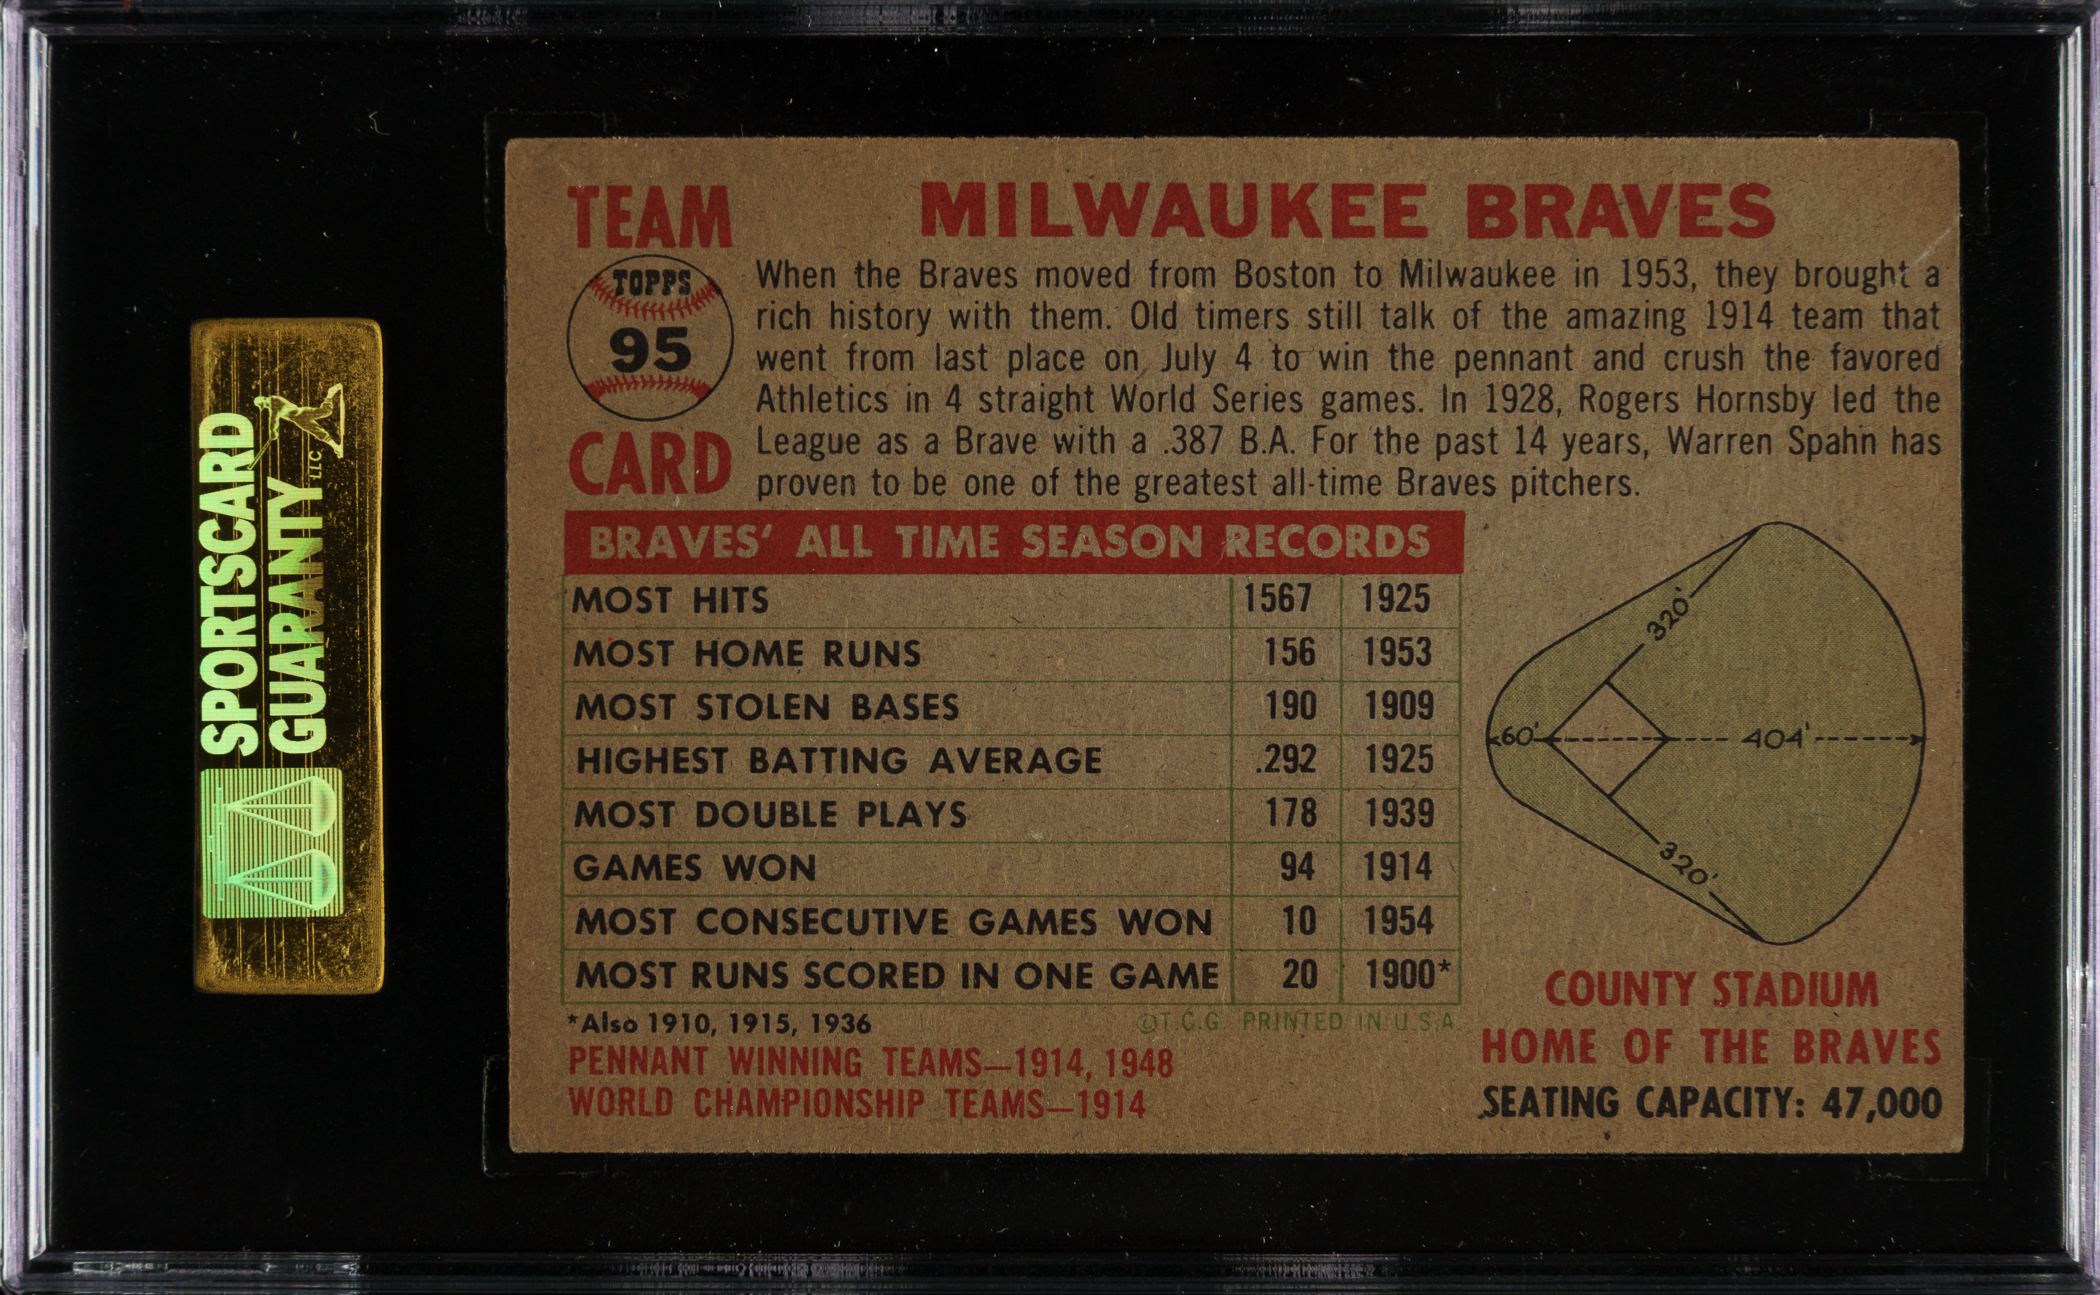 SPORTSCARD
GUARANTY LLC
TEAM
TOPPS
95
CARD
MILWAUKEE BRAVES
When the Braves moved from Boston to Milwaukee in 1953, they brought a
rich history with them. Old timers still talk of the amazing 1914 team that
went from last place on July 4 to win the pennant and crush the favored
Athletics in 4 straight World Series games. In 1928, Rogers Hornsby led the
League as a Brave with a .387 B.A. For the past 14 years, Warren Spahn has
proven to be one of the greatest all-time Braves pitchers.
BRAVES' ALL TIME SEASON RECORDS
MOST HITS 1567 1925
MOST HOME RUNS 156 1953
MOST STOLEN BASES 190 1909
HIGHEST BATTING AVERAGE .292 1925
MOST DOUBLE PLAYS 178 1939
GAMES WON 94 1914
MOST CONSECUTIVE GAMES WON 10 1954
MOST RUNS SCORED IN ONE GAME 20 1900*
*Also 1910, 1915, 1936
©T.C.G. PRINTED IN U.S.A.
PENNANT WINNING TEAMS—1914, 1948
WORLD CHAMPIONSHIP TEAMS—1914
320'
60'
404'
320'
COUNTY STADIUM
HOME OF THE BRAVES
SEATING CAPACITY: 47,000